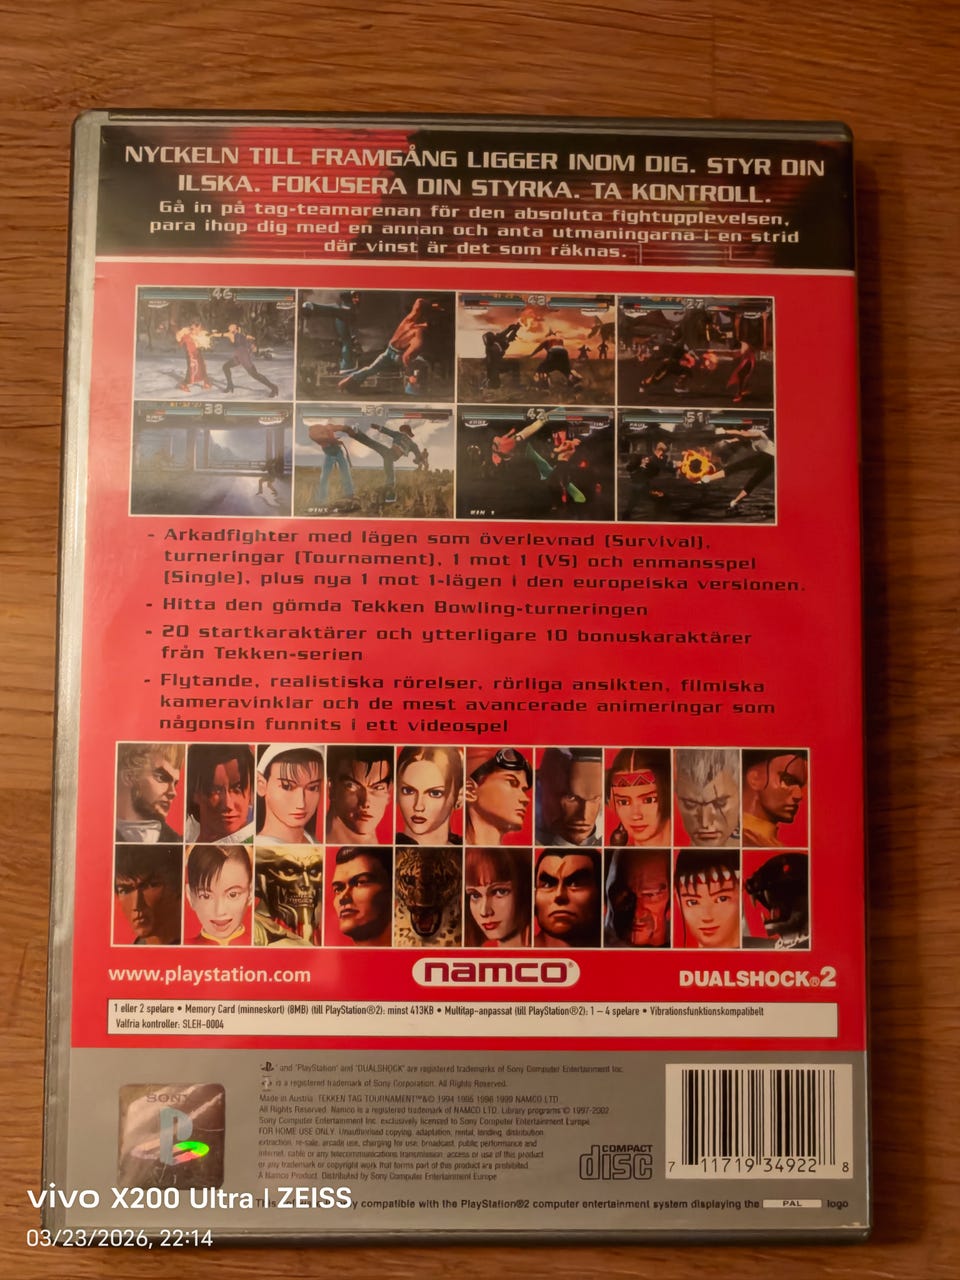 NYCKELN TILL FRAMGÅNG LIGGER INOM DIG. STYR DIN
ILSKA. FOKUSERA DIN STYRKA. TA KONTROLL.
Gå in på tag-teamarenan för den absoluta fightupplevelsen,
para ihop dig med en annan och anta utmaningarna i en strid
där vinst är det som räknas.
46
48
27
38
42
51
- Arkadfighter med lägen som överlevnad (Survival),
turneringar (Tournament), 1 mot 1 (VS) och enmansspel
(Single), plus nya 1 mot 1-lägen i den europeiska versionen.
- Hitta den gömda Tekken Bowling-turneringen
- 20 startkaraktärer och ytterligare 10 bonuskaraktärer
från Tekken-serien
- Flytande, realistiska rörelser, rörliga ansikten, filmiska
kameravinklar och de mest avancerade animeringar som
någonsin funnits i ett videospel
www.playstation.com
namco®
DUALSHOCK®2
1 eller 2 spelare • Memory Card (minneskort) (8MB) (till PlayStation®2): minst 413KB • Multitap-anpassat (till PlayStation®2): 1 – 4 spelare • Vibrationsfunktionskompatibelt
Valfria kontroller: SLEH-0004
and "PlayStation" and "DUALSHOCK" are registered trademarks of Sony Computer Entertainment Inc.
is a registered trademark of Sony Corporation. All Rights Reserved.
Made in Austria. TEKKEN TAG TOURNAMENT™&© 1994 1995 1996 1999 NAMCO LTD.
All Rights Reserved. Namco is a registered trademark of NAMCO LTD. Library programs © 1997-2002
Sony Computer Entertainment Inc. exclusively licensed to Sony Computer Entertainment Europe.
FOR HOME USE ONLY. Unauthorised copying, adaptation, rental, lending, distribution,
extraction, re-sale, arcade use, charging for use, broadcast, public performance and
internet, cable or any telecommunications transmission, access or use of this product
or any trademark or copyright work that forms part of this product are prohibited.
A Namco Product. Distributed by Sony Computer Entertainment Europe
SONY
COMPACT
disc
7 11719 34922 8
compatible with the PlayStation®2 computer entertainment system displaying the PAL logo
vivo X200 Ultra | ZEISS
03/23/2026, 22:14